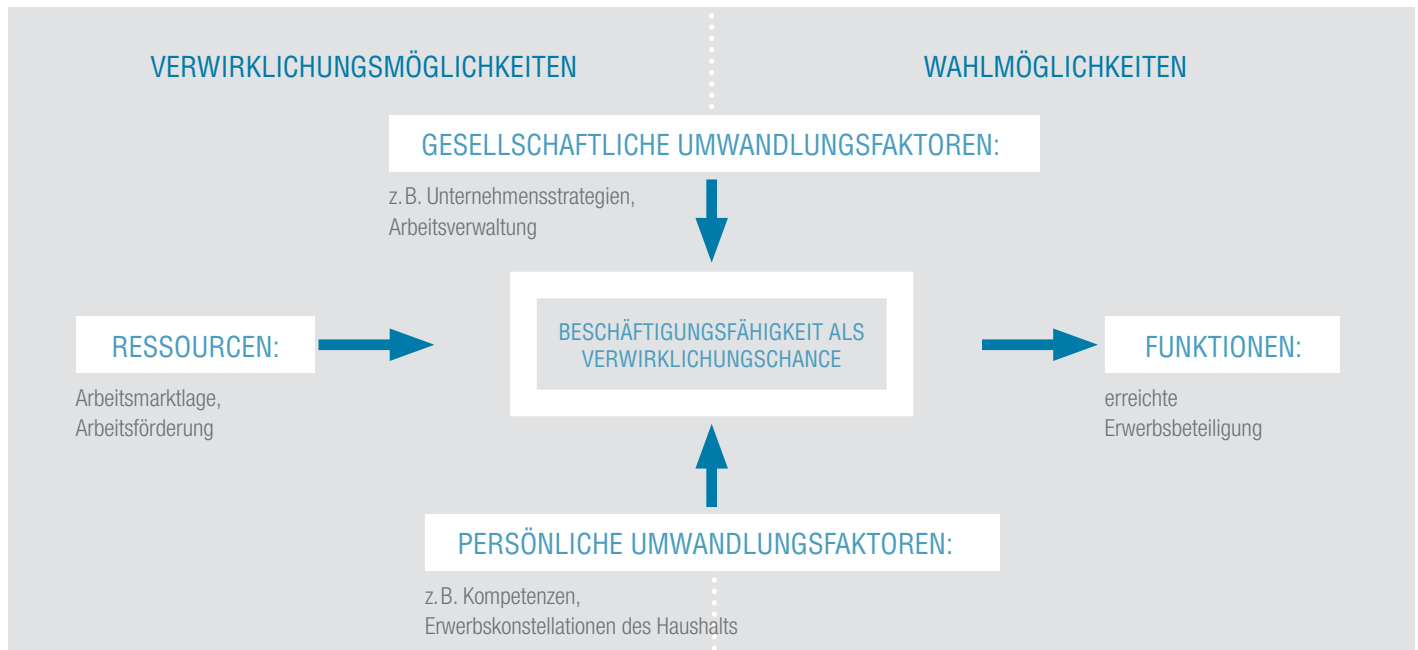 VERWIRKLICHUNGSMÖGLICHKEITEN
WAHLMÖGLICHKEITEN
GESELLSCHAFTLICHE UMWANDLUNGSFAKTOREN:
z. B. Unternehmensstrategien,
Arbeitsverwaltung
RESSOURCEN:
Arbeitsmarktlage,
Arbeitsförderung
BESCHÄFTIGUNGSFÄHIGKEIT ALS
VERWIRKLICHUNGSCHANCE
FUNKTIONEN:
erreichte
Erwerbsbeteiligung
PERSÖNLICHE UMWANDLUNGSFAKTOREN:
z. B. Kompetenzen,
Erwerbskonstellationen des Haushalts